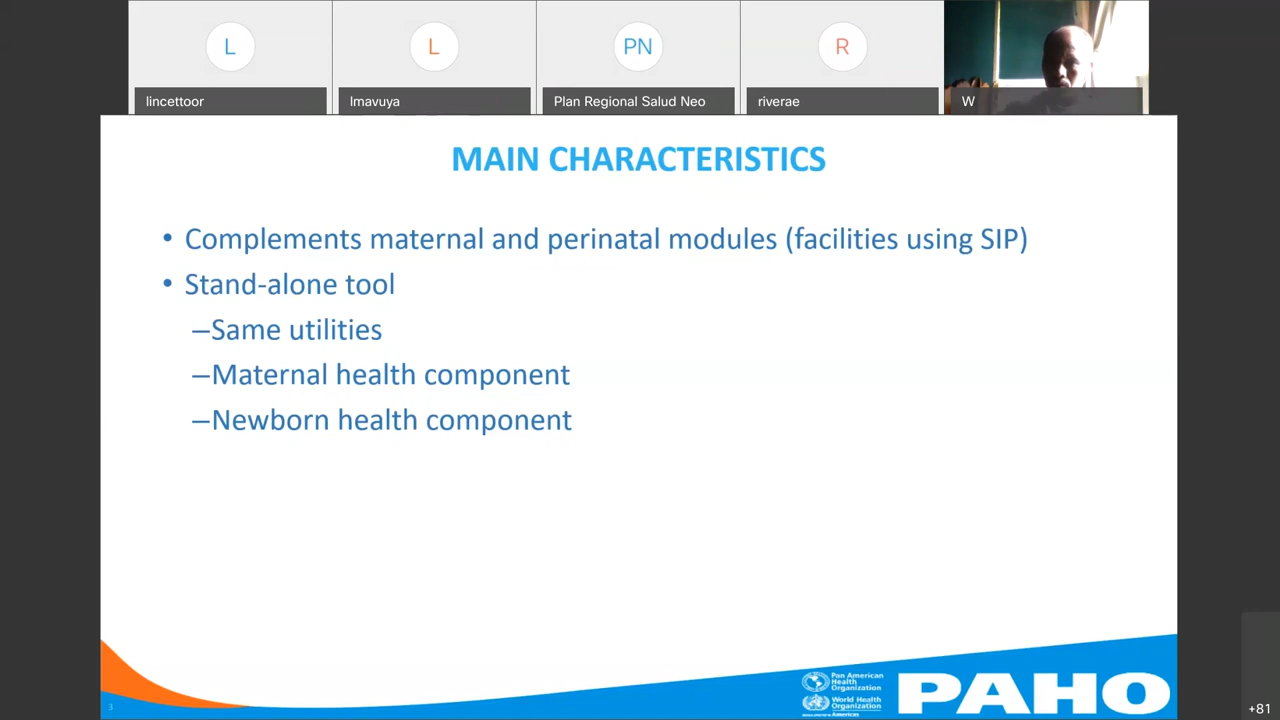 L
L
PN
R
lincettoor
lmavuya
Plan Regional Salud Neo
riverae
W
MAIN CHARACTERISTICS
• Complements maternal and perinatal modules (facilities using SIP)
• Stand-alone tool
–Same utilities
–Maternal health component
–Newborn health component
3
Pan American
Health
Organization
World Health
Organization
Americas
PAHO
+81